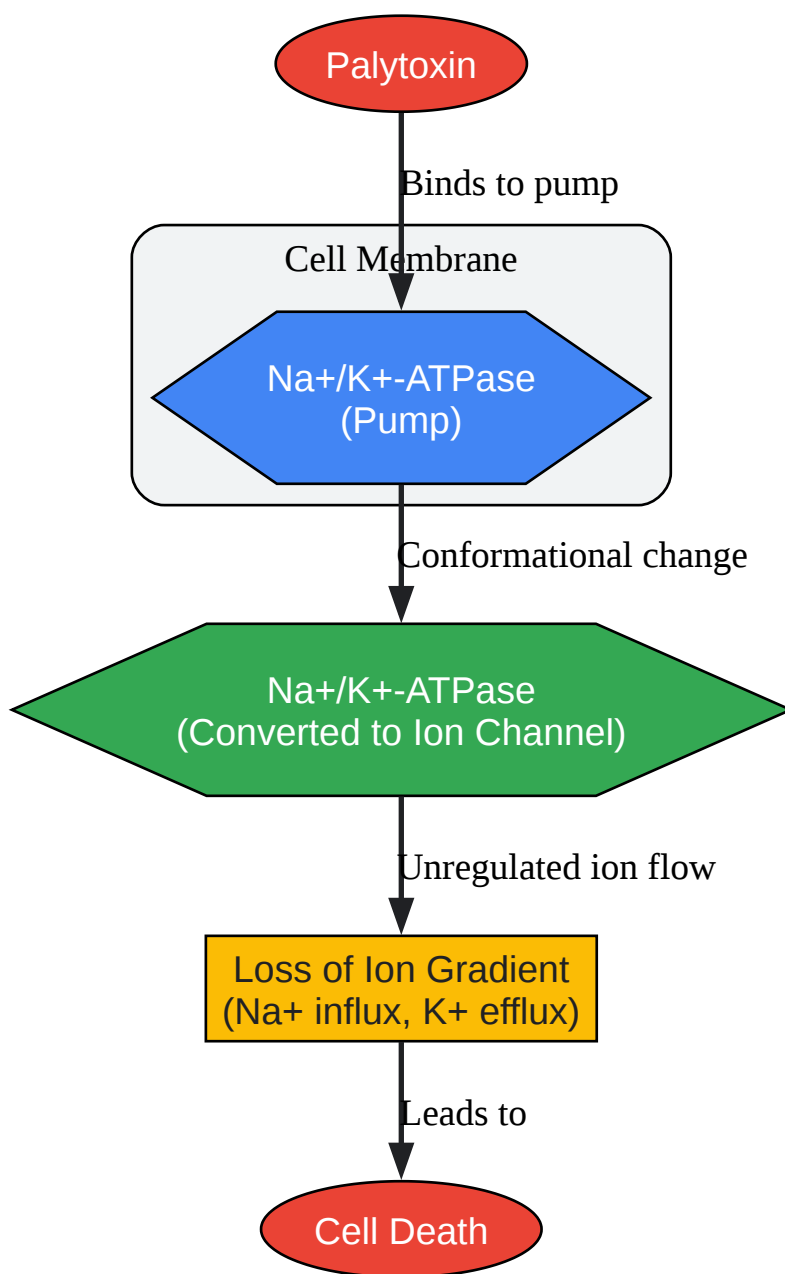 Palytoxin
Binds to pump
Cell Membrane
Na+/K+-ATPase
(Pump)
Conformational change
Na+/K+-ATPase
(Converted to Ion Channel)
Unregulated ion flow
Loss of Ion Gradient
(Na+ influx, K+ efflux)
Leads to
Cell Death